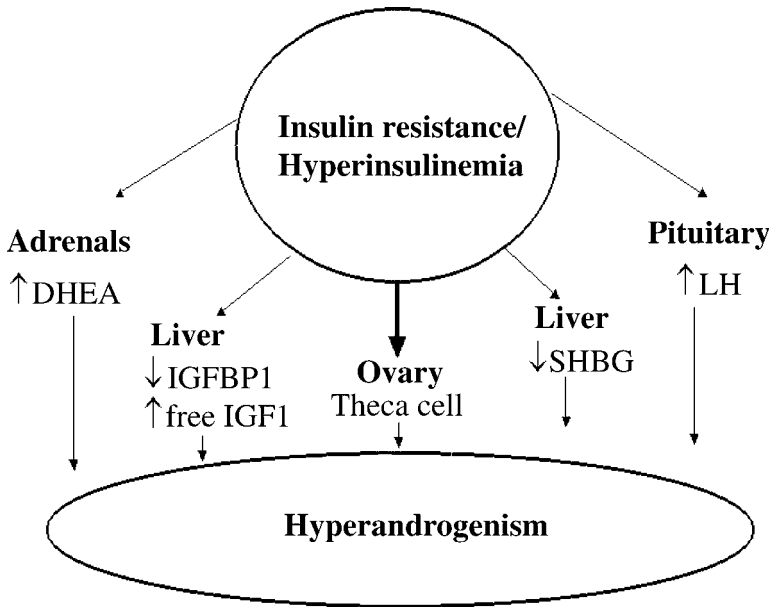 Insulin resistance/
Hyperinsulinemia
Adrenals
↑DHEA
Liver
↓IGFBP1
↑free IGF1
Ovary
Theca cell
Liver
↓SHBG
Pituitary
↑LH
Hyperandrogenism